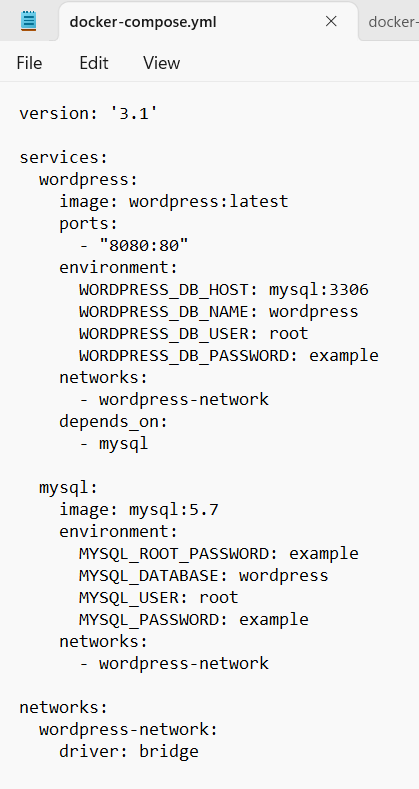 docker-compose.yml
docker-
File Edit View
version: '3.1'
services:
  wordpress:
    image: wordpress:latest
    ports:
      - "8080:80"
    environment:
      WORDPRESS_DB_HOST: mysql:3306
      WORDPRESS_DB_NAME: wordpress
      WORDPRESS_DB_USER: root
      WORDPRESS_DB_PASSWORD: example
    networks:
      - wordpress-network
    depends_on:
      - mysql
  mysql:
    image: mysql:5.7
    environment:
      MYSQL_ROOT_PASSWORD: example
      MYSQL_DATABASE: wordpress
      MYSQL_USER: root
      MYSQL_PASSWORD: example
    networks:
      - wordpress-network
networks:
  wordpress-network:
    driver: bridge